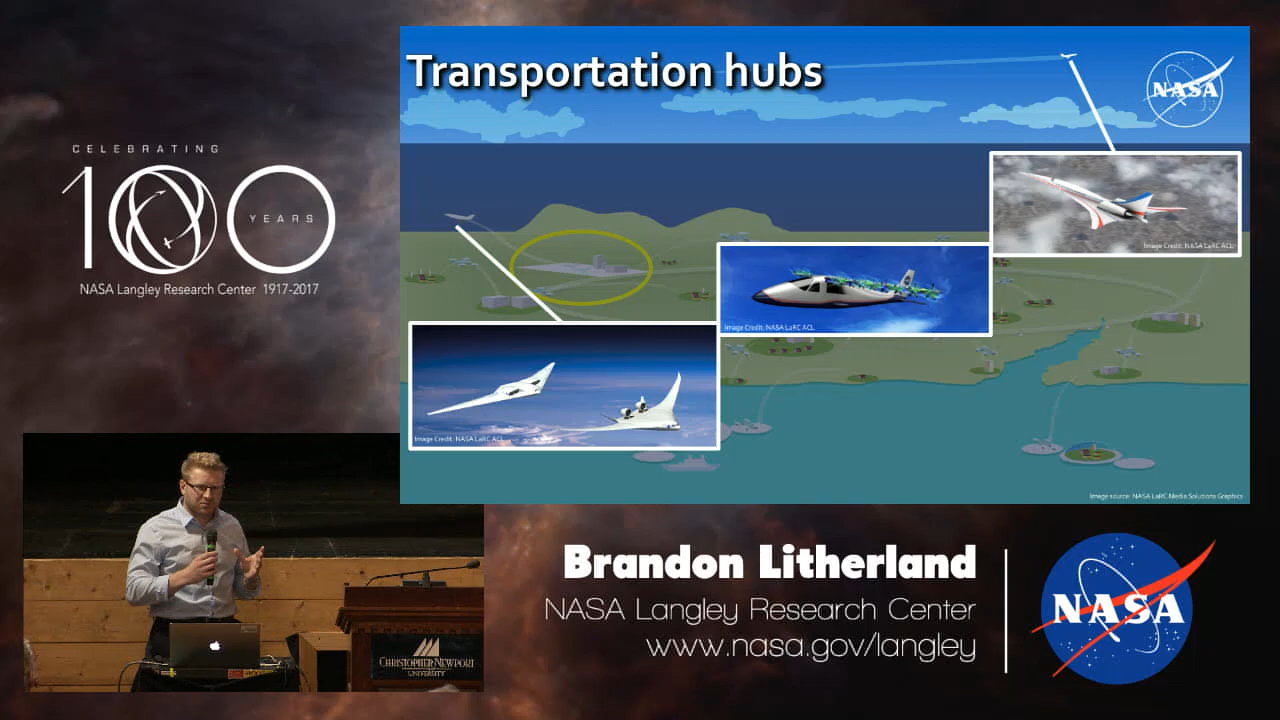 Transportation hubs
NASA
CELEBRATING
100
YEARS
NASA Langley Research Center 1917-2017
Image Credit: NASA LaRC ACL
Image Credit: NASA LaRC ACL
Image Credit: NASA LaRC ACL
Image source: NASA LaRC Media Solutions Graphics
Brandon Litherland
NASA Langley Research Center
www.nasa.gov/langley
NASA
CHRISTOPHER NEWPORT
UNIVERSITY